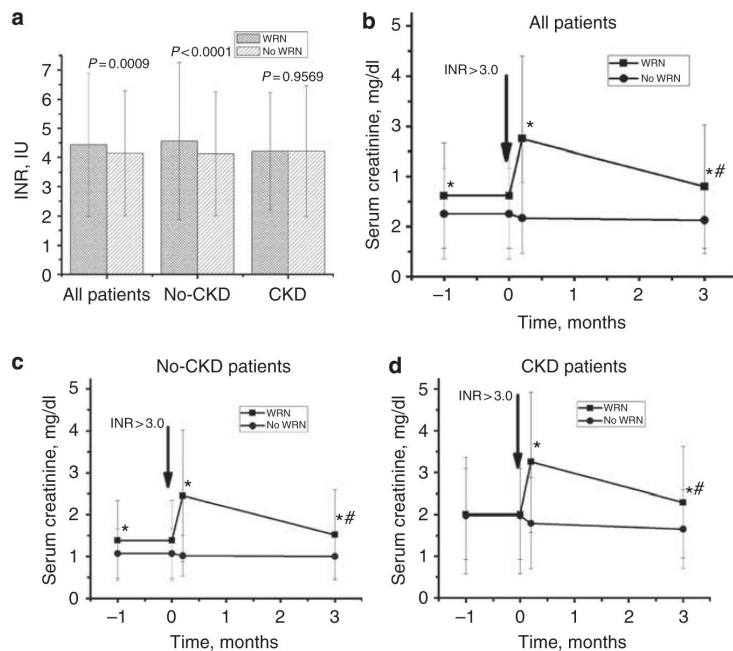 a
WRN
No WRN
P=0.0009
P<0.0001
P=0.9569
INR, IU
7
6
5
4
3
2
1
0
All patients
No-CKD
CKD
b
All patients
INR>3.0
WRN
No WRN
*
*
*#
Serum creatinine, mg/dl
5
4
3
1
2
0
–1
0
1
2
3
Time, months
c
No-CKD patients
INR>3.0
WRN
No WRN
*
*
*#
Serum creatinine, mg/dl
5
4
3
2
1
0
–1
0
1
2
3
Time, months
d
CKD patients
INR>3.0
WRN
No WRN
*
*#
Serum creatinine, mg/dl
5
4
3
2
1
0
–1
0
1
2
3
Time, months